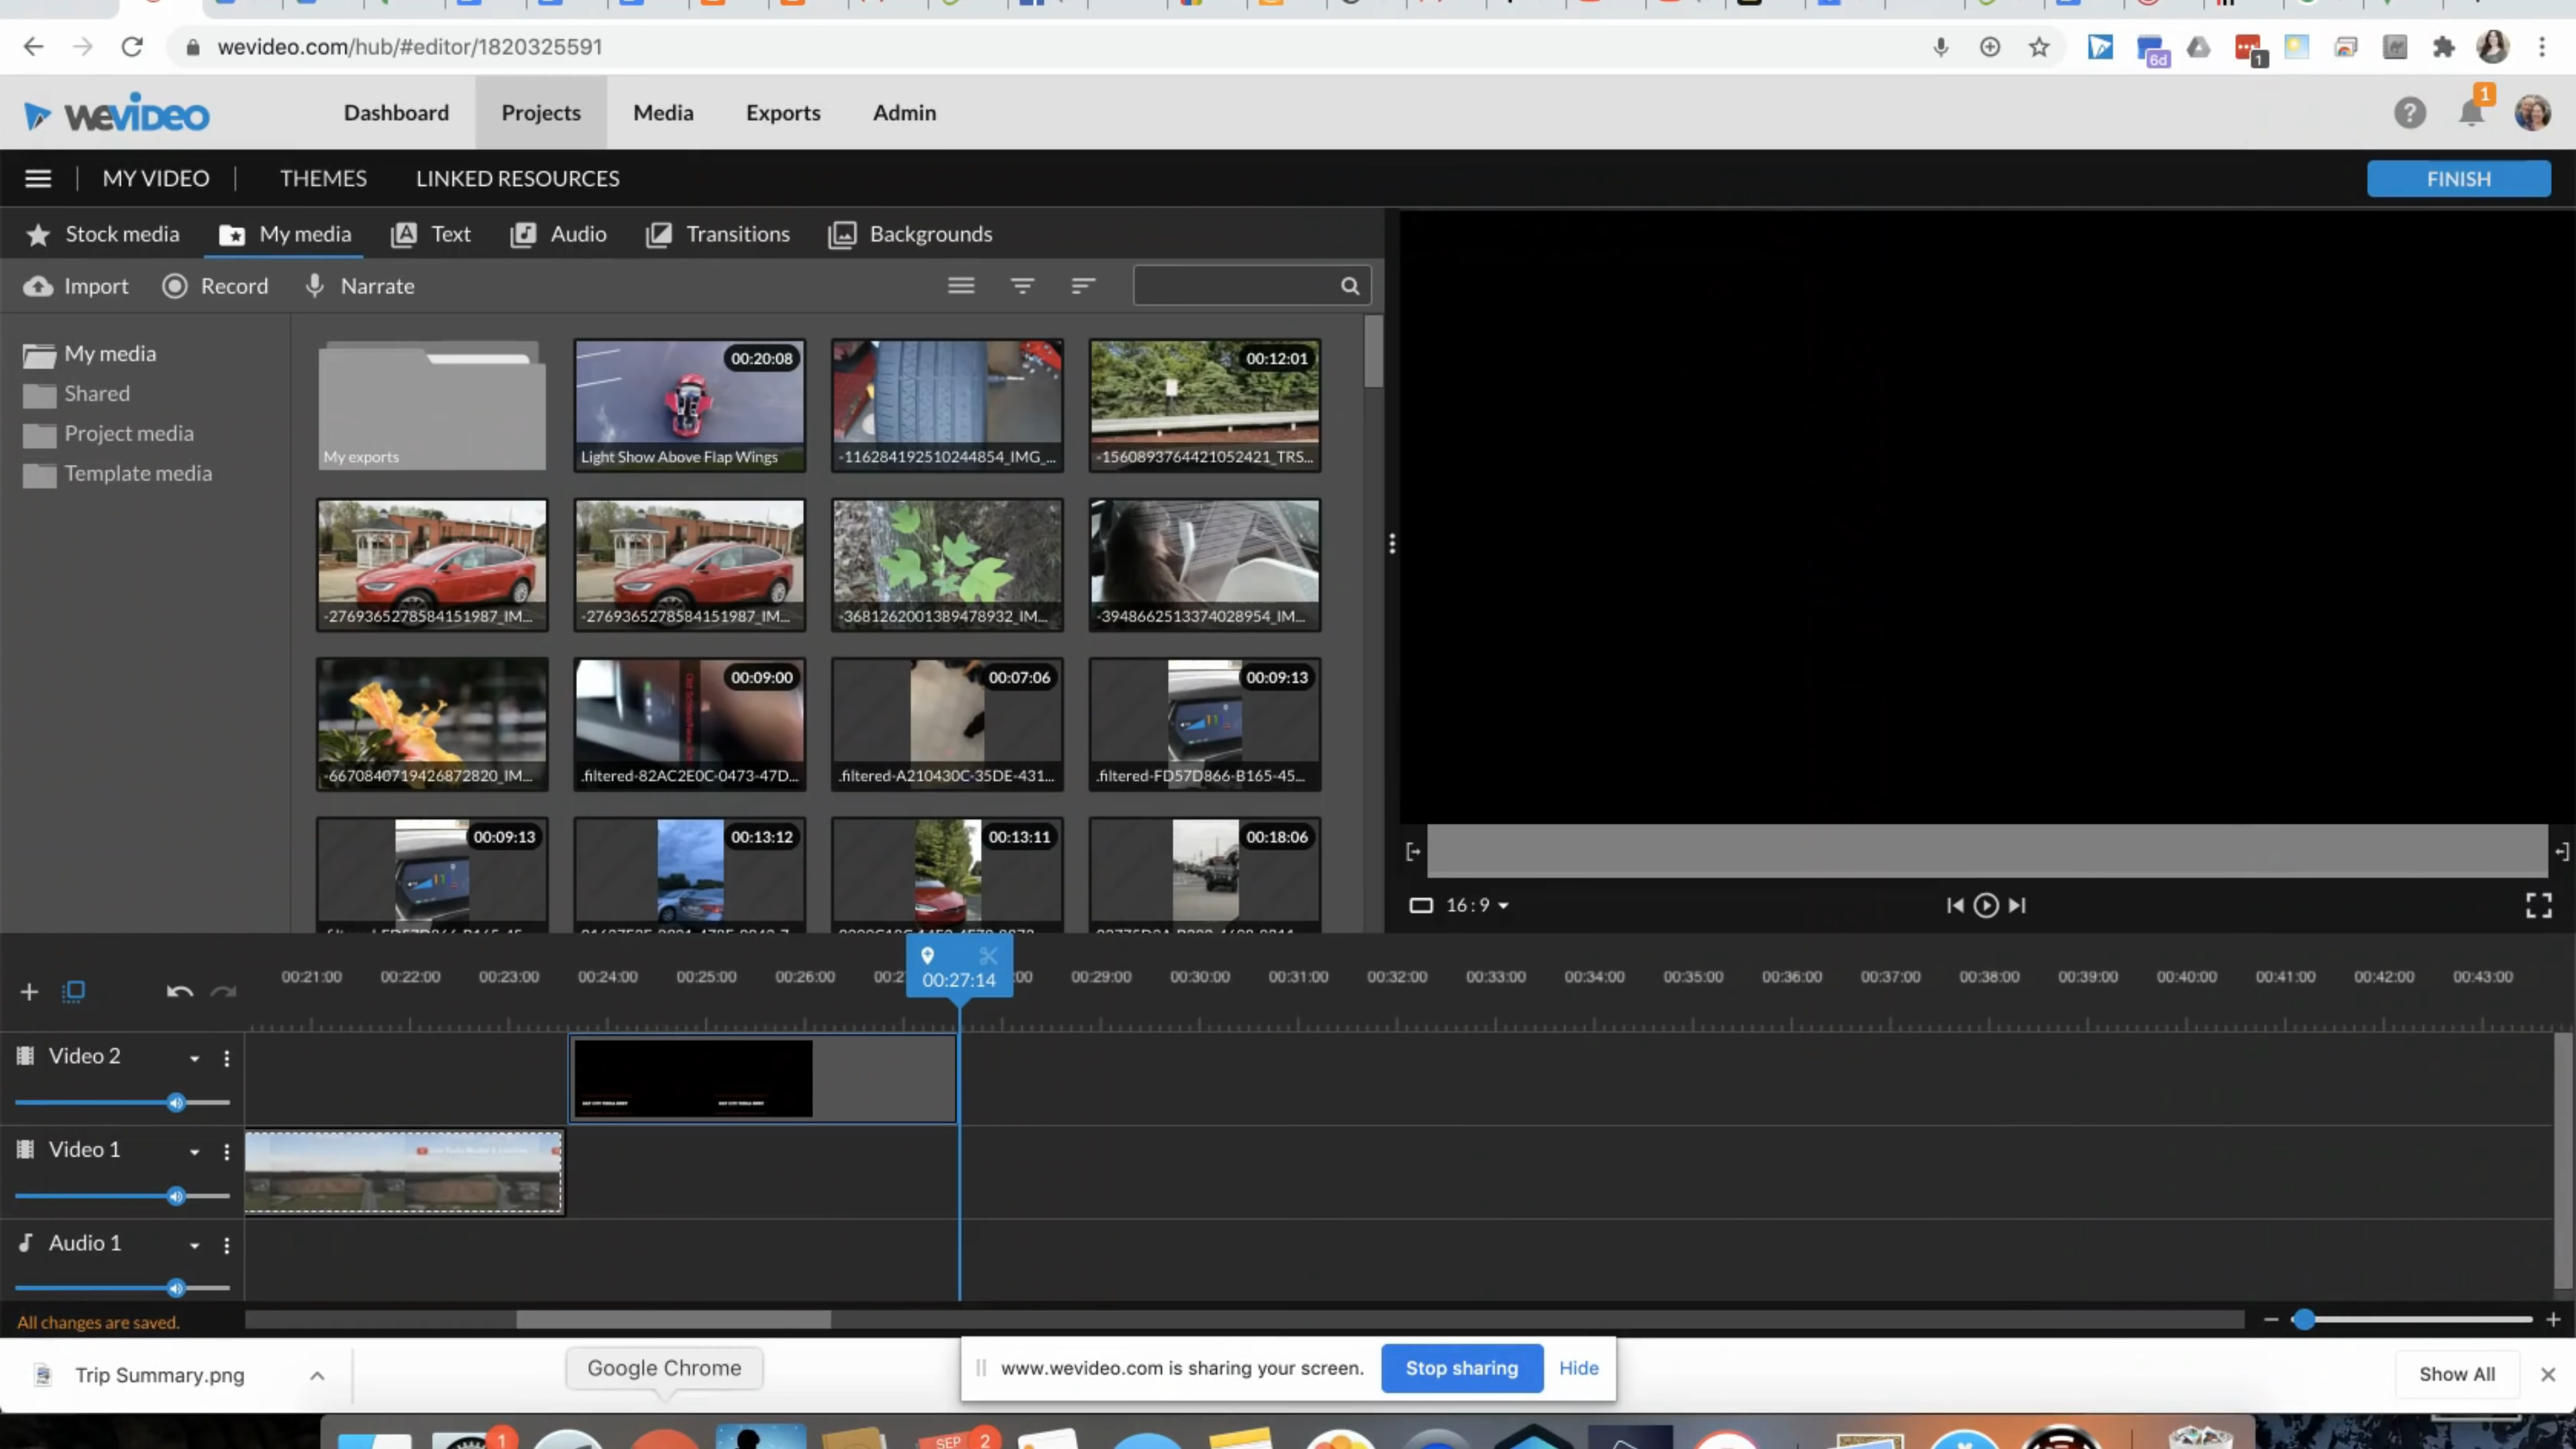 wevideo.com/hub/#editor/1820325591
6d
1
WEVIDEO
Dashboard
Projects
Media
Exports
Admin
?
1
MY VIDEO
THEMES
LINKED RESOURCES
FINISH
Stock media
My media
Text
Audio
Transitions
Backgrounds
Import
Record
Narrate
My media
Shared
Project media
Template media
My exports
00:20:08
Light Show Above Flap Wings
-116284192510244854_IMG_...
00:12:01
-1560893764421052421_TRS...
-2769365278584151987_IM...
-2769365278584151987_IM...
-3681262001389478932_IM...
-3948662513374028954_IM...
-6670840719426872820_IM...
00:09:00
.filtered-82AC2E0C-0473-47D...
00:07:06
.filtered-A210430C-35DE-431...
00:09:13
.filtered-FD57D866-B165-45...
00:09:13
00:13:12
00:13:11
00:18:06
16:9
00:21:00
00:22:00
00:23:00
00:24:00
00:25:00
00:26:00
00:27:14
00:29:00
00:30:00
00:31:00
00:32:00
00:33:00
00:34:00
00:35:00
00:36:00
00:37:00
00:38:00
00:39:00
00:40:00
00:41:00
00:42:00
00:43:00
Video 2
Video 1
Audio 1
All changes are saved.
Trip Summary.png
Google Chrome
www.wevideo.com is sharing your screen.
Stop sharing
Hide
Show All
1
SEP
2